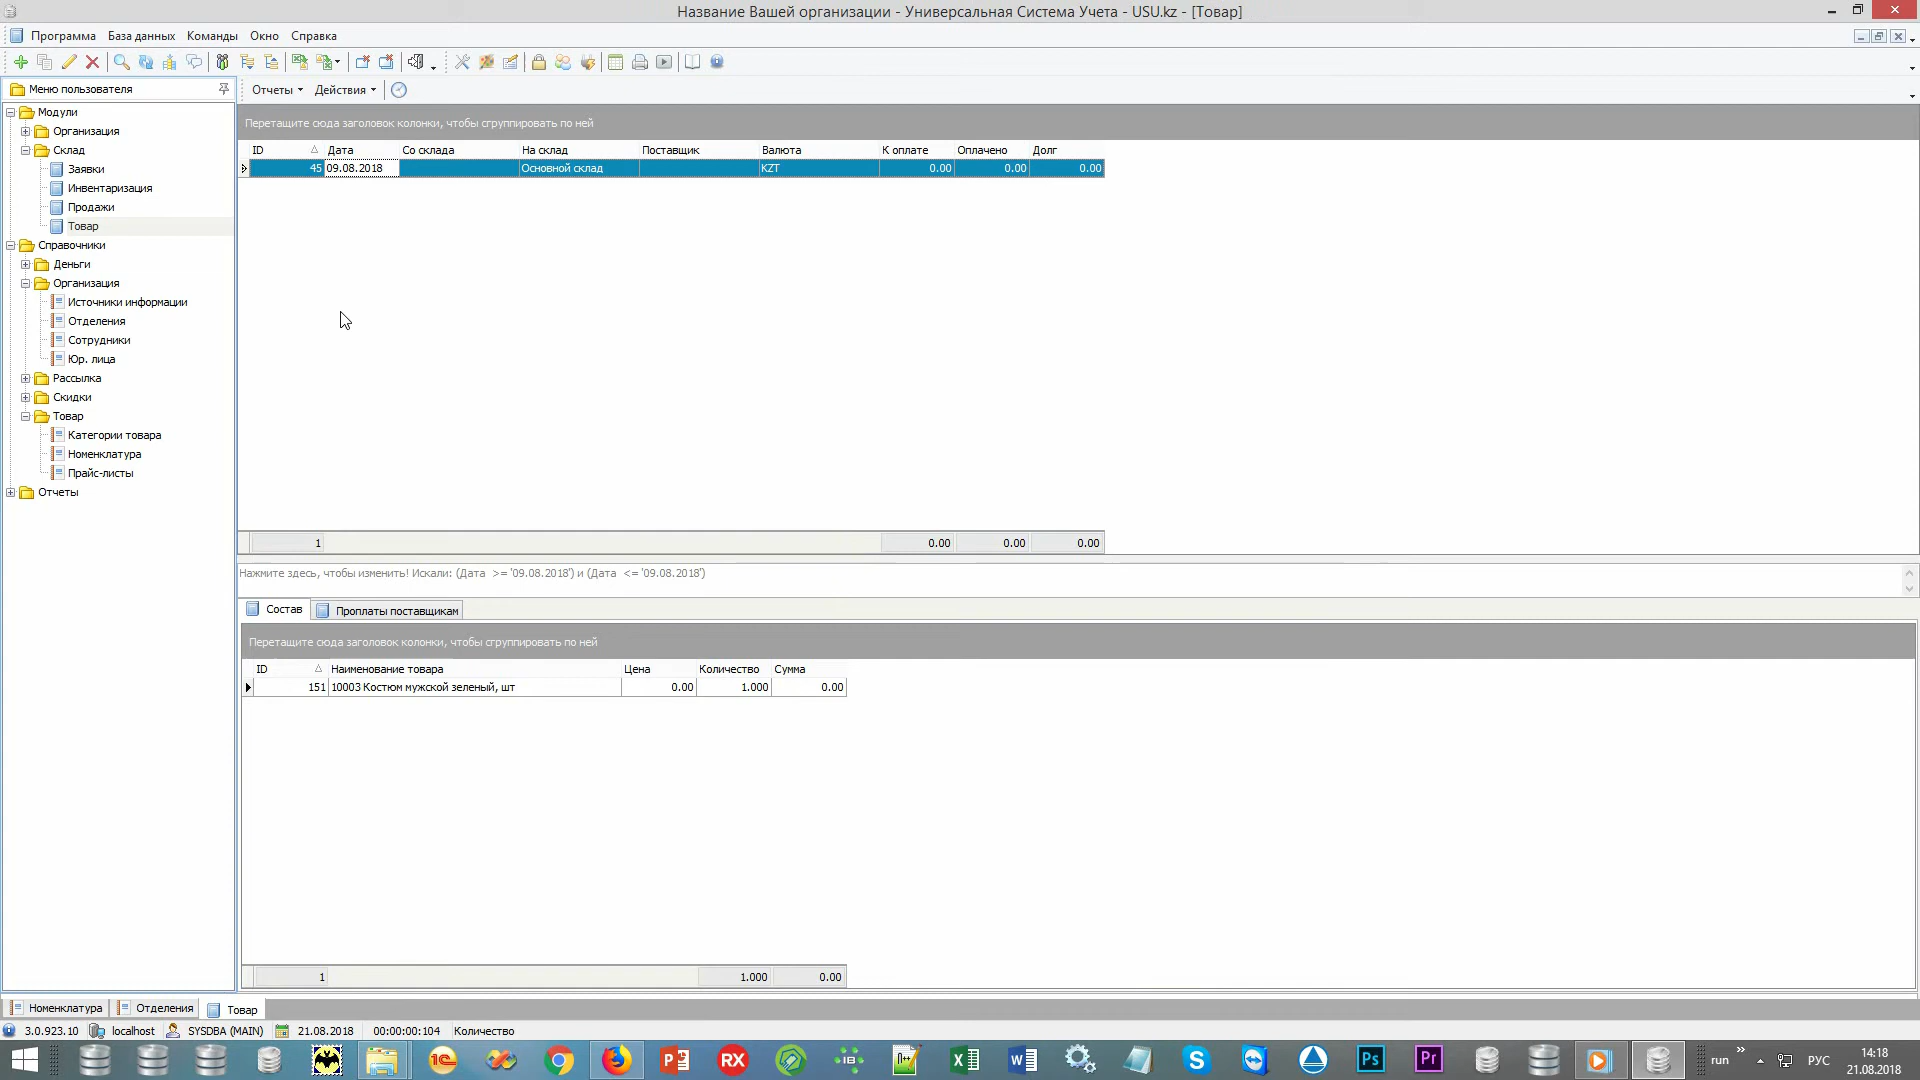 Название Вашей организации - Универсальная Система Учета - USU.kz - [Товар]
Программа База данных Команды Окно Справка
Меню пользователя
Отчеты Действия
Модули
Организация
Склад
Заявки
Инвентаризация
Продажи
Товар
Справочники
Деньги
Организация
Источники информации
Отделения
Сотрудники
Юр. лица
Рассылка
Скидки
Товар
Категории товара
Номенклатура
Прайс-листы
Отчеты
Перетащите сюда заголовок колонки, чтобы сгруппировать по ней
ID Дата Со склада На склад Поставщик Валюта К оплате Оплачено Долг
45 09.08.2018 Основной склад KZT 0.00 0.00 0.00
1 0.00 0.00 0.00
Нажмите здесь, чтобы изменить! Искали: (Дата >= '09.08.2018') и (Дата <= '09.08.2018')
Состав Проплаты поставщикам
Перетащите сюда заголовок колонки, чтобы сгруппировать по ней
ID Наименование товара Цена Количество Сумма
151 10003 Костюм мужской зеленый, шт 0.00 1.000 0.00
1 1.000 0.00
Номенклатура Отделения Товар
3.0.923.10 localhost SYSDBA (MAIN) 21.08.2018 00:00:00:104 Количество
run РУС 14:18
21.08.2018